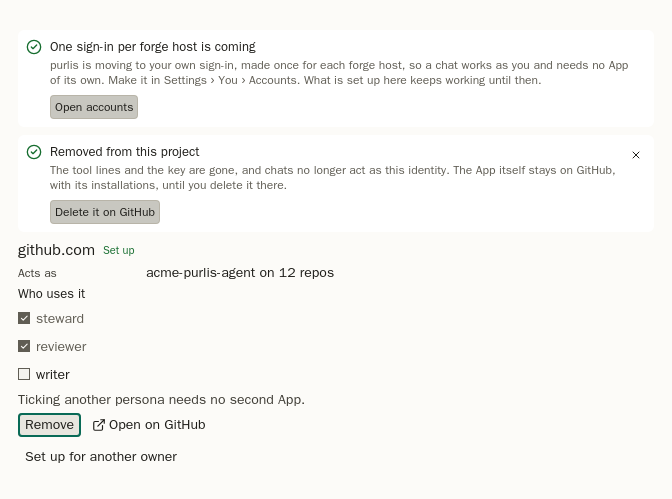 One sign-in per forge host is coming
purlis is moving to your own sign-in, made once for each forge host, so a chat works as you and needs no App
of its own. Make it in Settings › You › Accounts. What is set up here keeps working until then.
Open accounts
Removed from this project
The tool lines and the key are gone, and chats no longer act as this identity. The App itself stays on GitHub,
with its installations, until you delete it there.
Delete it on GitHub
github.com Set up
Acts as acme-purlis-agent on 12 repos
Who uses it
steward
reviewer
writer
Ticking another persona needs no second App.
Remove Open on GitHub
Set up for another owner